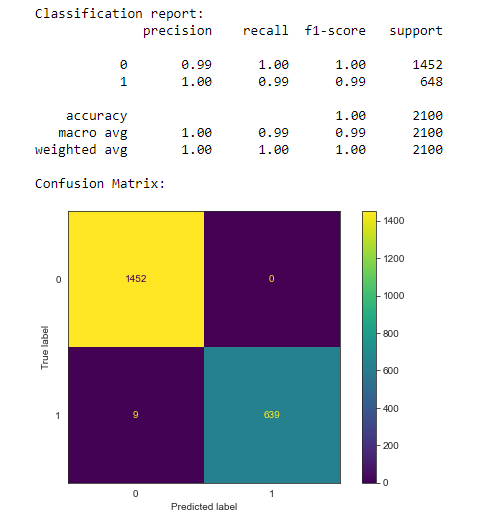 Classification report:
precision recall f1-score support
0 0.99 1.00 1.00 1452
1 1.00 0.99 0.99 648
accuracy 1.00 2100
macro avg 1.00 0.99 0.99 2100
weighted avg 1.00 1.00 1.00 2100
Confusion Matrix:
1400
1200
1000
800
600
400
200
0
True label
0
1452 0
1
9 639
0 1
Predicted label